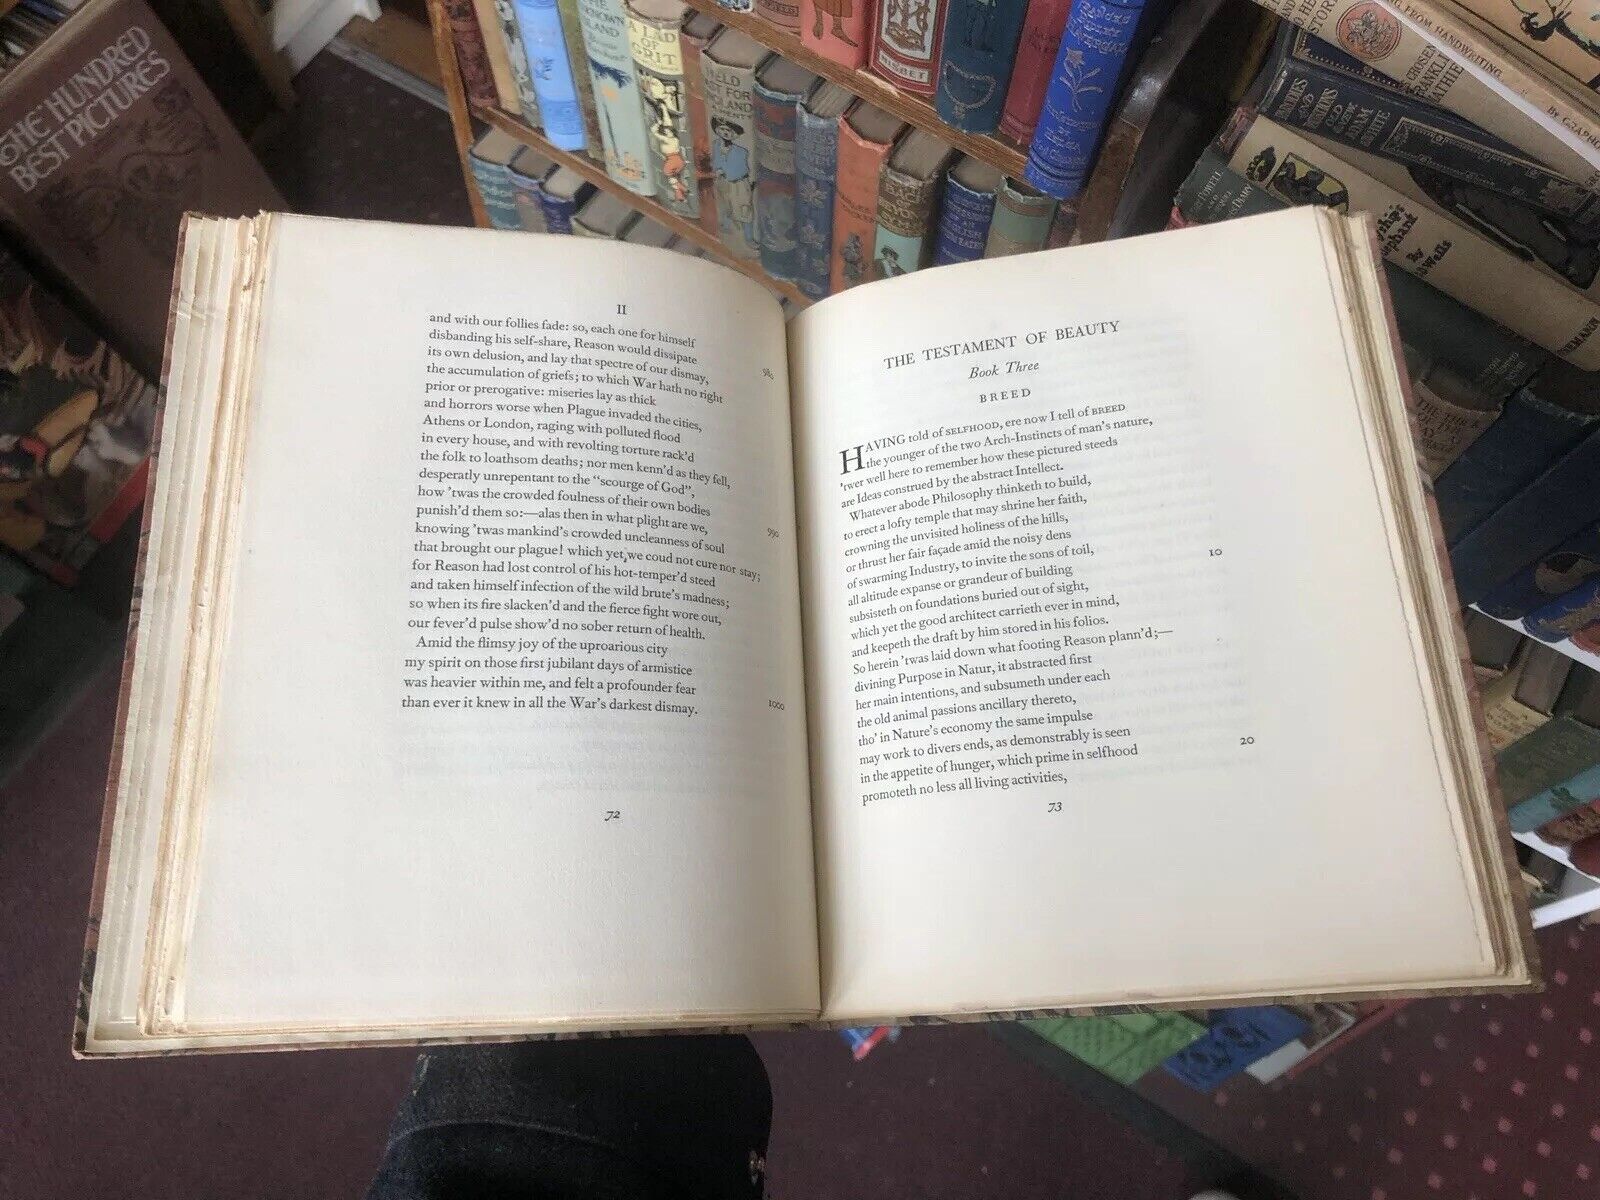 THE HUNDRED
BEST PICTURES
A LAD
OF
GRIT
NISBET
II
and with our follies fade: so, each one for himself
disbanding his self-share, Reason would dissipate
its own delusion, and lay that spectre of our dismay,
980
the accumulation of griefs; to which War hath no right
prior or prerogative: miseries lay as thick
and horrors worse when Plague invaded the cities,
Athens or London, raging with polluted flood
in every house, and with revolting torture rack'd
the folk to loathsom deaths; nor men kenn'd as they fell,
desperatly unrepentant to the "scourge of God",
how 'twas the crowded foulness of their own bodies
punish'd them so:—alas then in what plight are we,
990
knowing 'twas mankind's crowded uncleanness of soul
that brought our plague! which yet we coud not cure nor stay;
for Reason had lost control of his hot-temper'd steed
and taken himself infection of the wild brute's madness;
so when its fire slacken'd and the fierce fight wore out,
our fever'd pulse show'd no sober return of health.
Amid the flimsy joy of the uproarious city
my spirit on those first jubilant days of armistice
was heavier within me, and felt a profounder fear
than ever it knew in all the War's darkest dismay.
1000
72
THE TESTAMENT OF BEAUTY
Book Three
BREED
HAVING told of SELFHOOD, ere now I tell of BREED
the younger of the two Arch-Instincts of man's nature,
'twer well here to remember how these pictured steeds
are Ideas construed by the abstract Intellect.
Whatever abode Philosophy thinketh to build,
to erect a lofty temple that may shrine her faith,
crowning the unvisited holiness of the hills,
or thrust her fair façade amid the noisy dens
of swarming Industry, to invite the sons of toil,
all altitude expanse or grandeur of building
10
subsisteth on foundations buried out of sight,
which yet the good architect carrieth ever in mind,
and keepeth the draft by him stored in his folios.
So herein 'twas laid down what footing Reason plann'd;—
divining Purpose in Natur, it abstracted first
her main intentions, and subsumeth under each
the old animal passions ancillary thereto,
tho' in Nature's economy the same impulse
may work to divers ends, as demonstrably is seen
in the appetite of hunger, which prime in selfhood
20
promoteth no less all living activities,
73